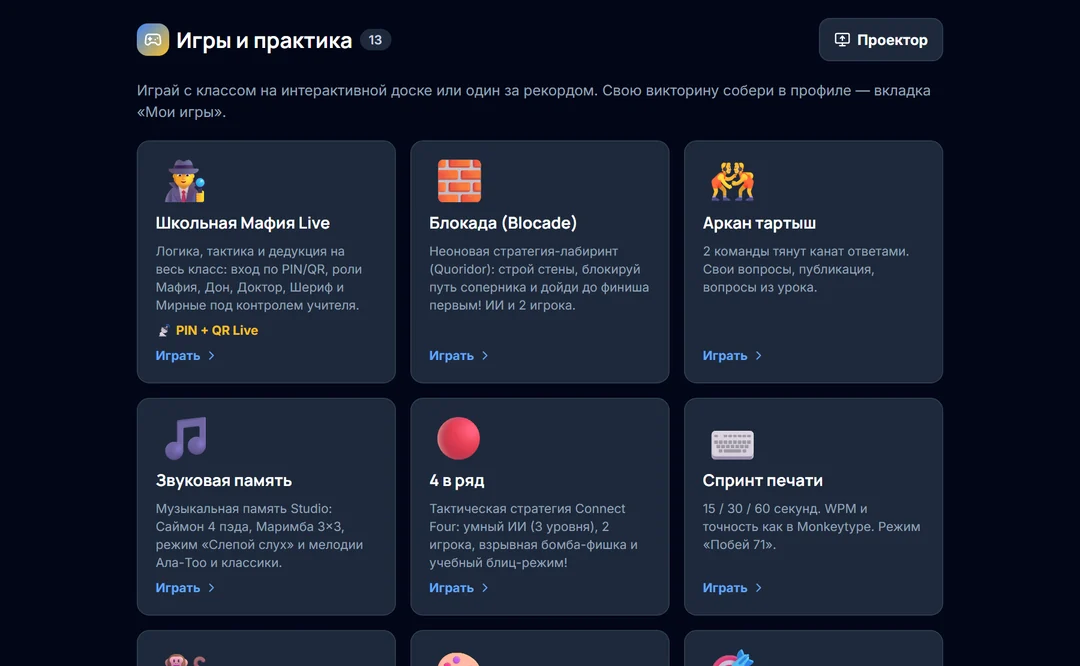 Игры и практика 13
Проектор
Играй с классом на интерактивной доске или один за рекордом. Свою викторину собери в профиле — вкладка
«Мои игры».
Школьная Мафия Live
Логика, тактика и дедукция на
весь класс: вход по PIN/QR, роли
Мафия, Дон, Доктор, Шериф и
Мирные под контролем учителя.
PIN + QR Live
Играть
Блокада (Blocade)
Неоновая стратегия-лабиринт
(Quoridor): строй стены, блокируй
путь соперника и дойди до финиша
первым! ИИ и 2 игрока.
Играть
Аркан тартыш
2 команды тянут канат ответами.
Свои вопросы, публикация,
вопросы из урока.
Играть
Звуковая память
Музыкальная память Studio:
Саймон 4 пэда, Маримба 3×3,
режим «Слепой слух» и мелодии
Ала-Тоо и классики.
Играть
4 в ряд
Тактическая стратегия Connect
Four: умный ИИ (3 уровня), 2
игрока, взрывная бомба-фишка и
учебный блиц-режим!
Играть
Спринт печати
15 / 30 / 60 секунд. WPM и
точность как в Monkeytype. Режим
«Побей 71».
Играть